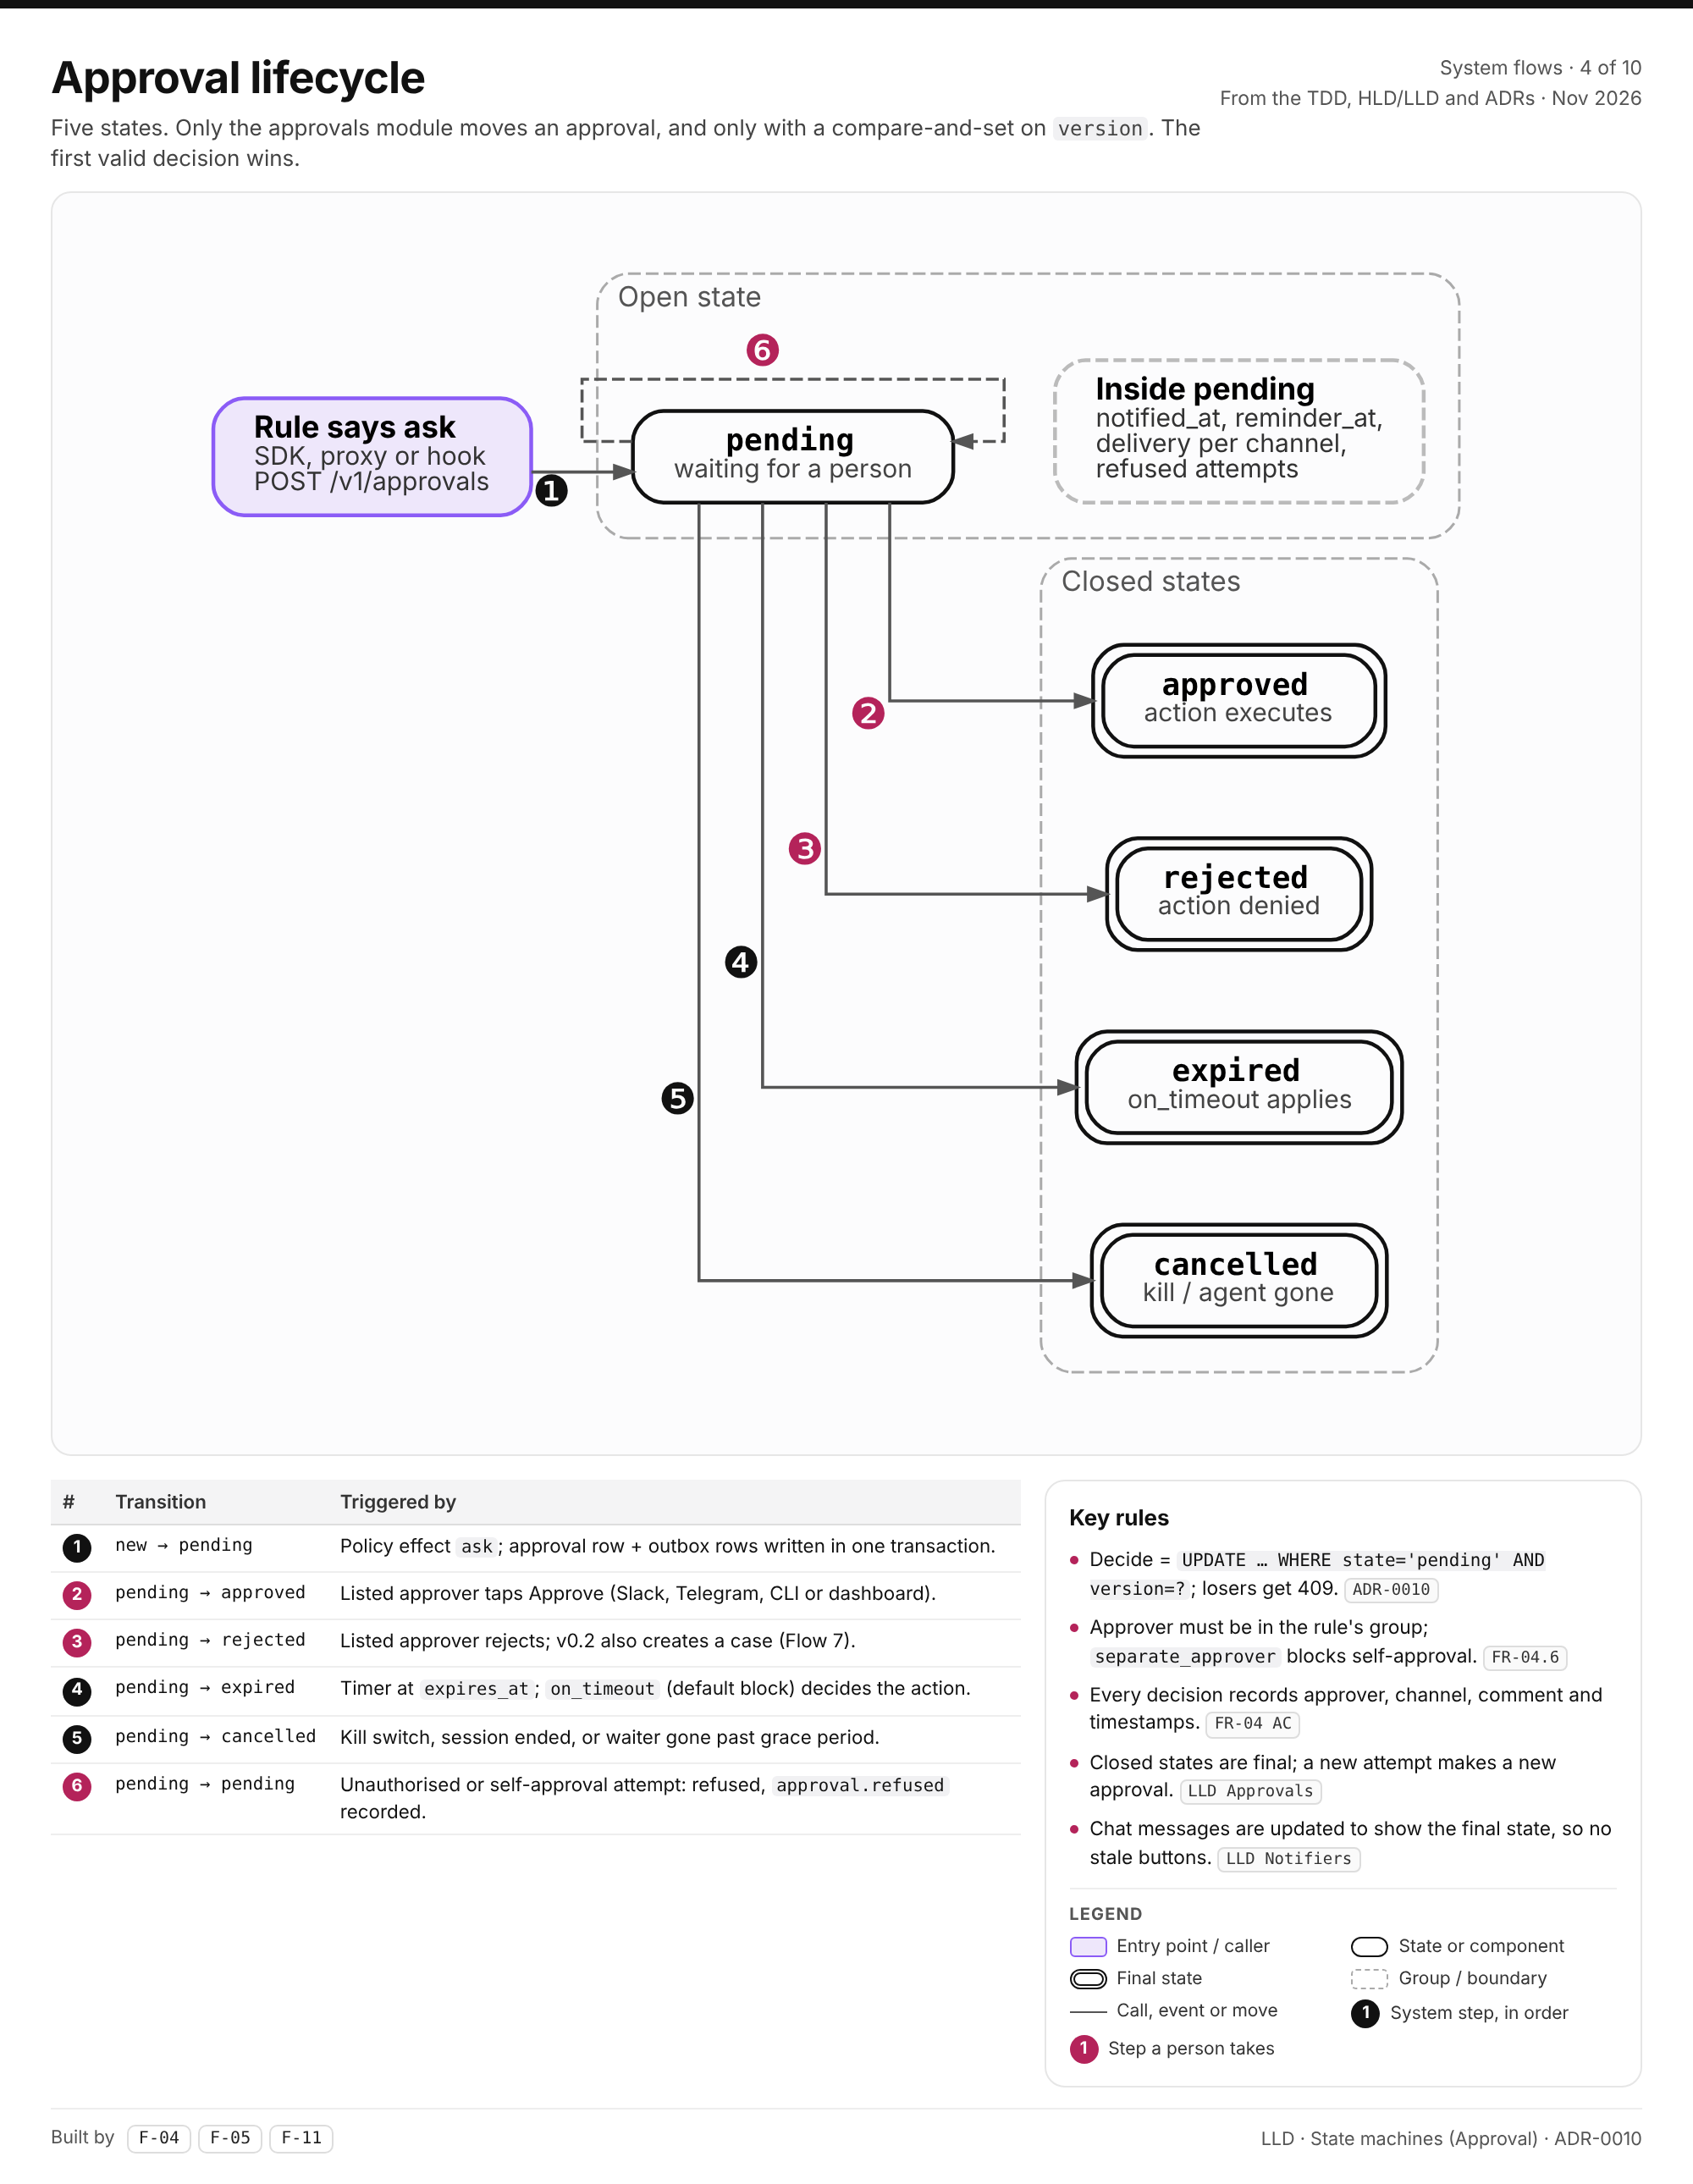 Approval lifecycle
System flows · 4 of 10
From the TDD, HLD/LLD and ADRs · Nov 2026
Five states. Only the approvals module moves an approval, and only with a compare-and-set on version. The
first valid decision wins.
Open state
6
Rule says ask
SDK, proxy or hook
POST /v1/approvals
1
pending
waiting for a person
Inside pending
notified_at, reminder_at,
delivery per channel,
refused attempts
Closed states
2
approved
action executes
3
rejected
action denied
4
expired
on_timeout applies
5
cancelled
kill / agent gone
# Transition Triggered by
1 new → pending Policy effect ask; approval row + outbox rows written in one transaction.
2 pending → approved Listed approver taps Approve (Slack, Telegram, CLI or dashboard).
3 pending → rejected Listed approver rejects; v0.2 also creates a case (Flow 7).
4 pending → expired Timer at expires_at; on_timeout (default block) decides the action.
5 pending → cancelled Kill switch, session ended, or waiter gone past grace period.
6 pending → pending Unauthorised or self-approval attempt: refused, approval.refused
recorded.
Key rules
• Decide = UPDATE … WHERE state='pending' AND
version=?; losers get 409. ADR-0010
• Approver must be in the rule's group;
separate_approver blocks self-approval. FR-04.6
• Every decision records approver, channel, comment and
timestamps. FR-04 AC
• Closed states are final; a new attempt makes a new
approval. LLD Approvals
• Chat messages are updated to show the final state, so no
stale buttons. LLD Notifiers
LEGEND
Entry point / caller
State or component
Final state
Group / boundary
Call, event or move
1 System step, in order
1 Step a person takes
Built by F-04 F-05 F-11
LLD · State machines (Approval) · ADR-0010